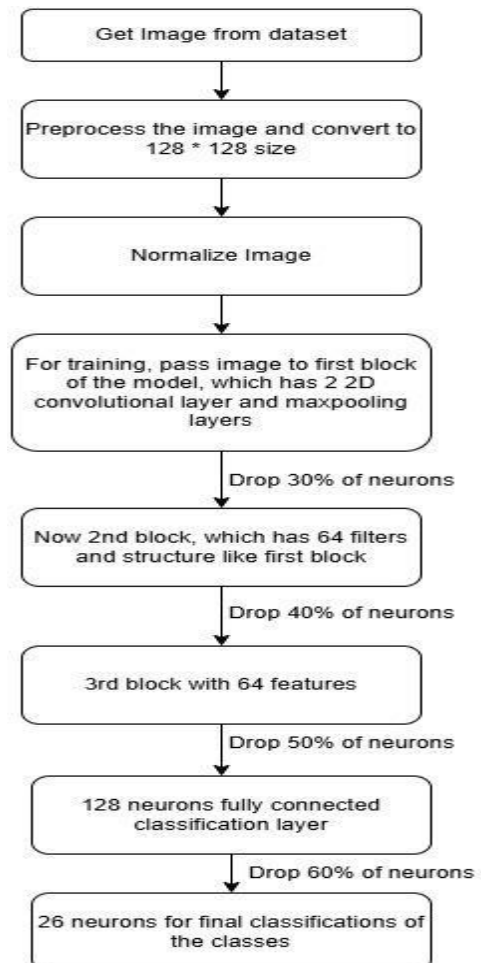 Get Image from dataset
Preprocess the image and convert to
128 * 128 size
Normalize Image
For training, pass image to first block
of the model, which has 2 2D
convolutional layer and maxpooling
layers
Drop 30% of neurons
Now 2nd block, which has 64 filters
and structure like first block
Drop 40% of neurons
3rd block with 64 features
Drop 50% of neurons
128 neurons fully connected
classification layer
Drop 60% of neurons
26 neurons for final classifications of
the classes